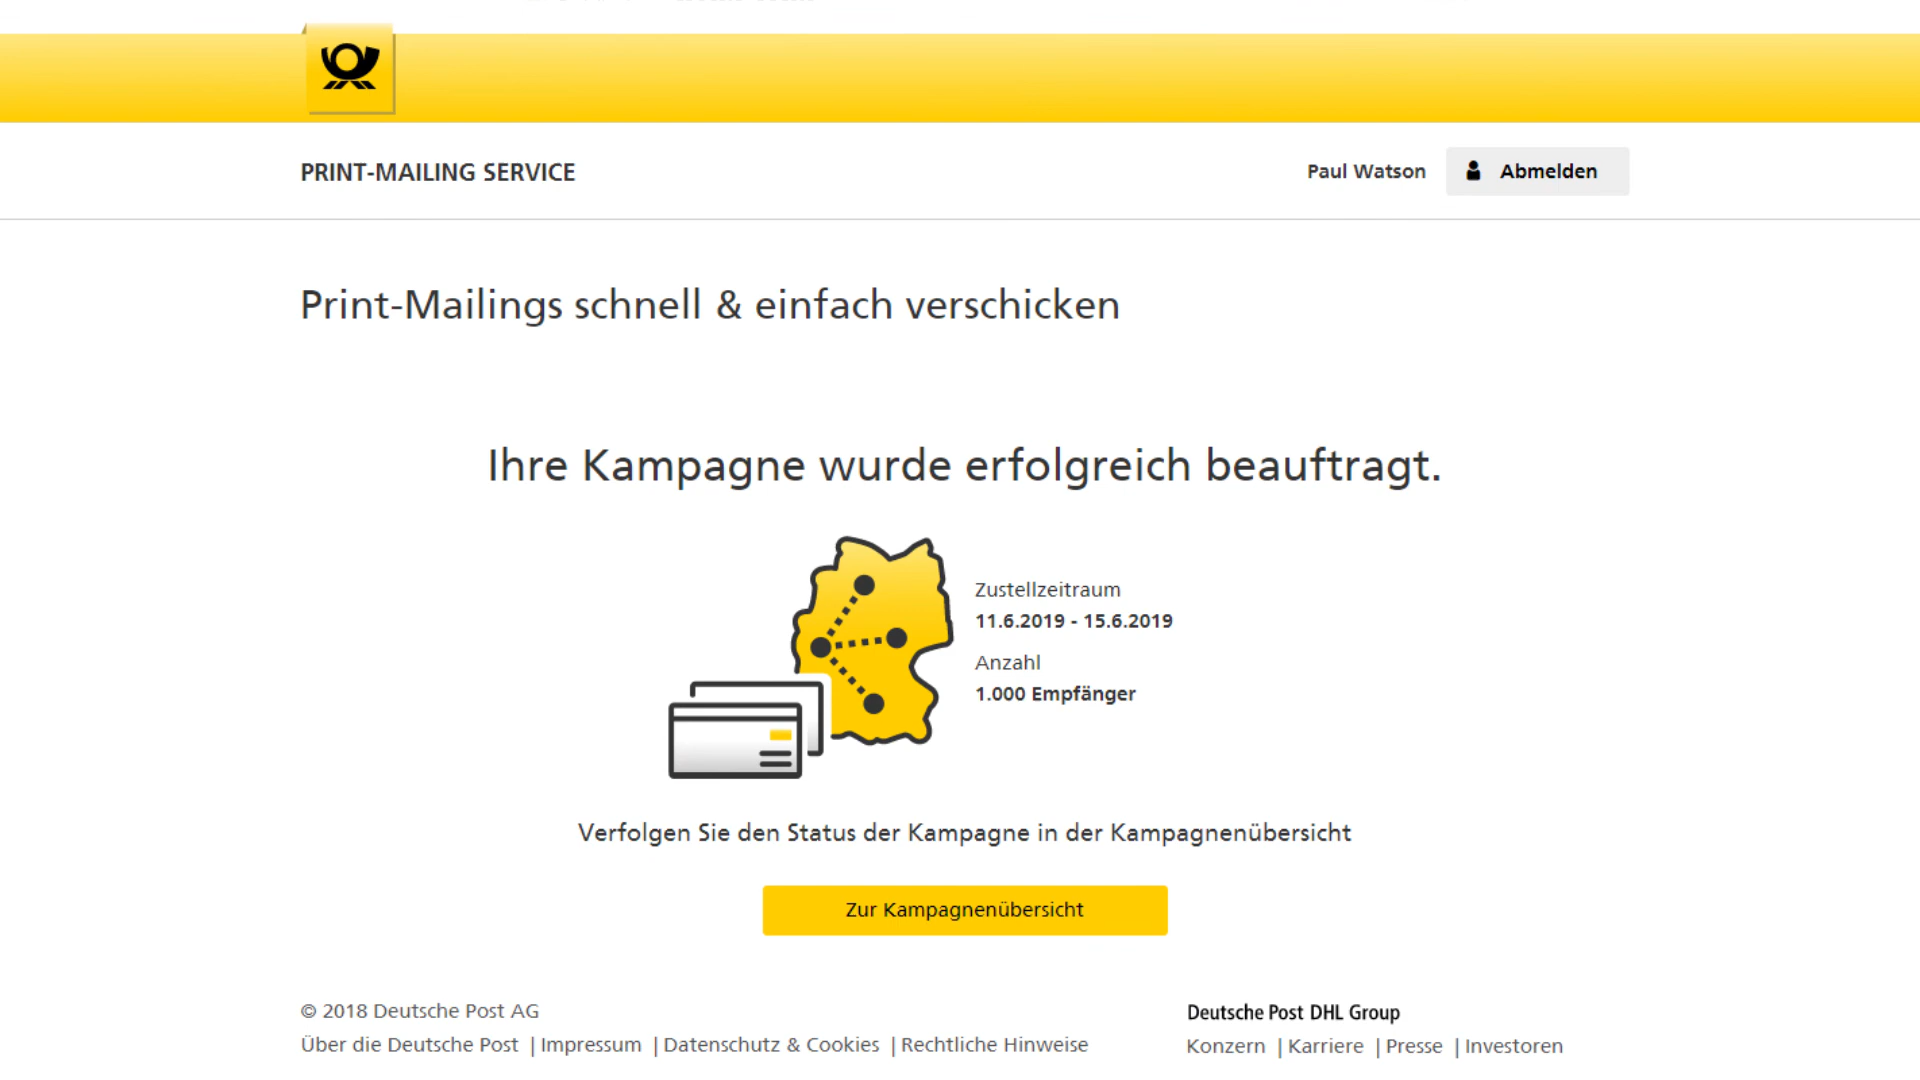 PRINT-MAILING SERVICE
Paul Watson
Abmelden
Print-Mailings schnell & einfach verschicken
Ihre Kampagne wurde erfolgreich beauftragt.
Zustellzeitraum
11.6.2019 - 15.6.2019
Anzahl
1.000 Empfänger
Verfolgen Sie den Status der Kampagne in der Kampagnenübersicht
Zur Kampagnenübersicht
© 2018 Deutsche Post AG
Über die Deutsche Post | Impressum | Datenschutz & Cookies | Rechtliche Hinweise
Deutsche Post DHL Group
Konzern | Karriere | Presse | Investoren